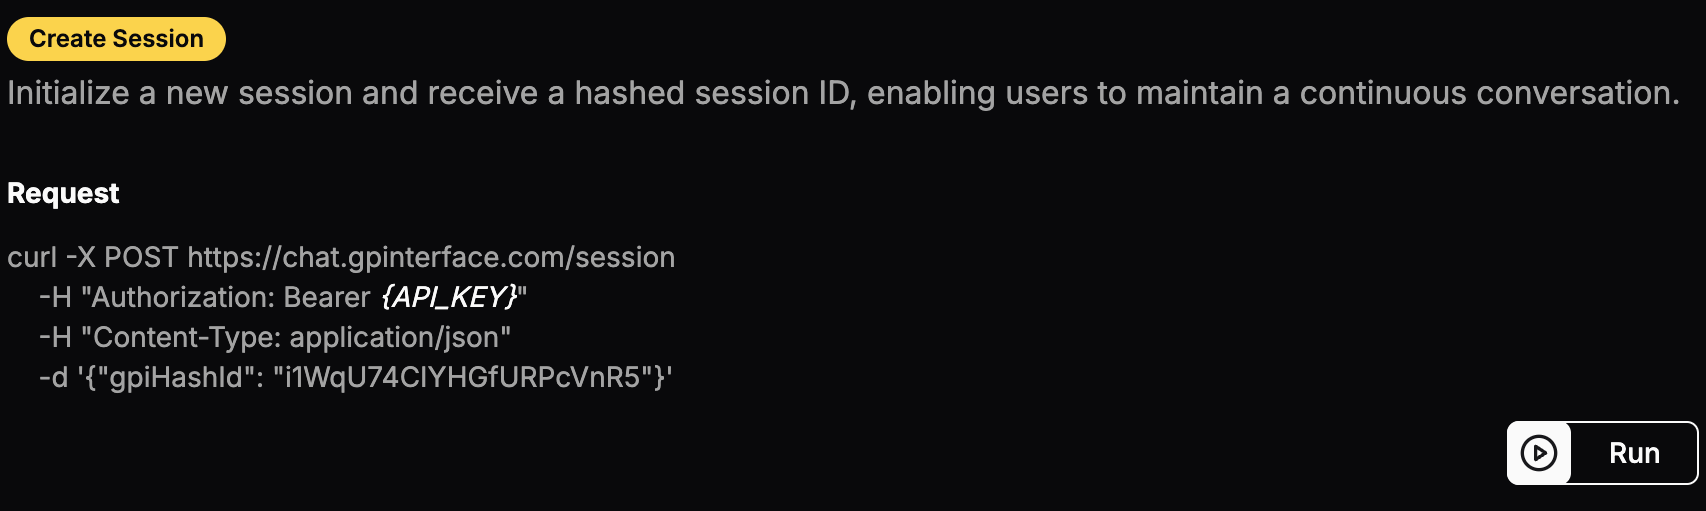 Create Session
Initialize a new session and receive a hashed session ID, enabling users to maintain a continuous conversation.
Request
curl -X POST https://chat.gpinterface.com/session
-H "Authorization: Bearer {API_KEY}"
-H "Content-Type: application/json"
-d '{"gpiHashId": "i1WqU74CIYHGfURPcVnR5"}'
Run